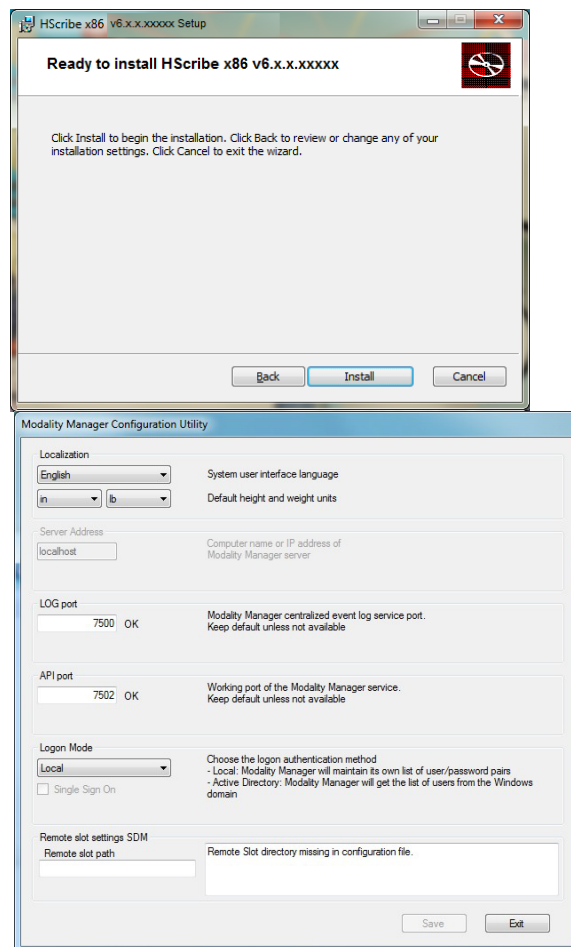 HScribe x86 v6.x.x.xxxxx Setup
Ready to install HScribe x86 v6.x.x.xxxxx
Click Install to begin the installation. Click Back to review or change any of your
installation settings. Click Cancel to exit the wizard.
Back Install Cancel
Modality Manager Configuration Utility
Localization
English System user interface language
in lb Default height and weight units
Server Address
localhost Computer name or IP address of
Modality Manager server
LOG port
7500 OK Modality Manager centralized event log service port.
Keep default unless not available
API port
7502 OK Working port of the Modality Manager service.
Keep default unless not available
Logon Mode
Local Choose the logon authentication method
- Local: Modality Manager will maintain its own list of user/password pairs
Single Sign On - Active Directory: Modality Manager will get the list of users from the Windows
domain
Remote slot settings SDM
Remote slot path Remote Slot directory missing in configuration file.
Save Exit